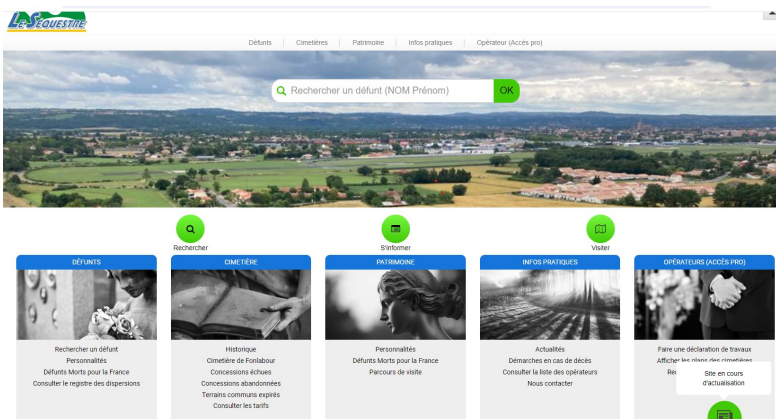 LE SEQUESTRE
Défunts
Cimetières
Patrimoine
Infos pratiques
Opérateur (Accès pro)
Rechercher un défunt (NOM Prénom)
OK
Rechercher
S'informer
Visiter
DÉFUNTS
Rechercher un défunt
Personnalités
Défunts Morts pour la France
Consulter le registre des dispersions
CIMETIÈRE
Historique
Cimetière de Fonlabour
Concessions échues
Concessions abandonnées
Terrains communs expirés
Consulter les tarifs
PATRIMOINE
Personnalités
Défunts Morts pour la France
Parcours de visite
INFOS PRATIQUES
Actualités
Démarches en cas de décès
Consulter la liste des opérateurs
Nous contacter
OPÉRATEURS (ACCÈS PRO)
Faire une déclaration de travaux
Afficher les plans des cimetières
Site en cours
d'actualisation